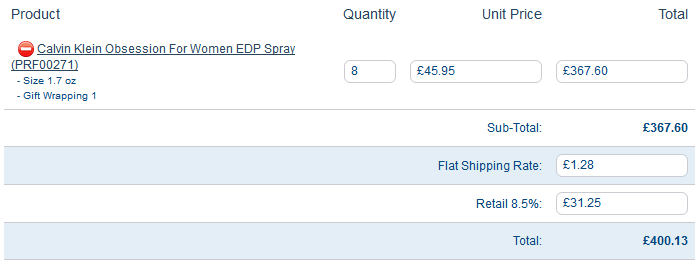 Product Quantity Unit Price Total
Calvin Klein Obsession For Women EDP Spray
(PRF00271) 8 £45.95 £367.60
- Size 1.7 oz
- Gift Wrapping 1
Sub-Total: £367.60
Flat Shipping Rate: £1.28
Retail 8.5%: £31.25
Total: £400.13